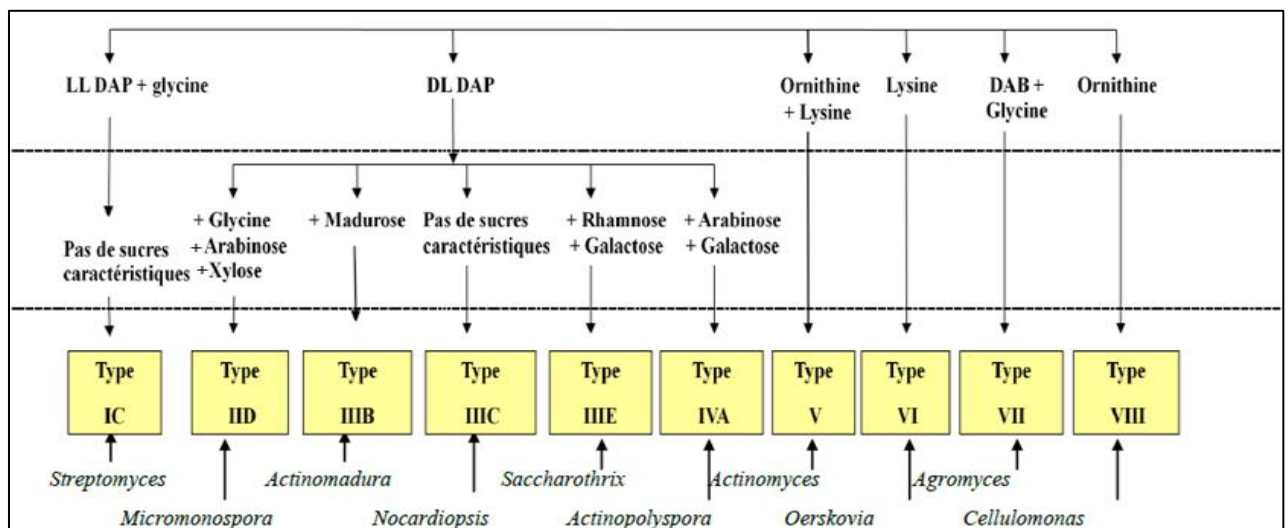 LL DAP + glycine
DL DAP
Ornithine
+ Lysine
Lysine
DAB +
Glycine
Ornithine
Pas de sucres
caractéristiques
+ Glycine
+Arabinose
+Xylose
+ Madurose
Pas de sucres
caractéristiques
+ Rhamnose
+ Galactose
+ Arabinose
+ Galactose
Type
IC
Type
IID
Type
IIIB
Type
IIIC
Type
IIIE
Type
IVA
Type
V
Type
VI
Type
VII
Type
VIII
Streptomyces
Actinomadura
Saccharothrix
Actinomyces
Agromyces
Micromonospora
Nocardiopsis
Actinopolyspora
Oerskovia
Cellulomonas